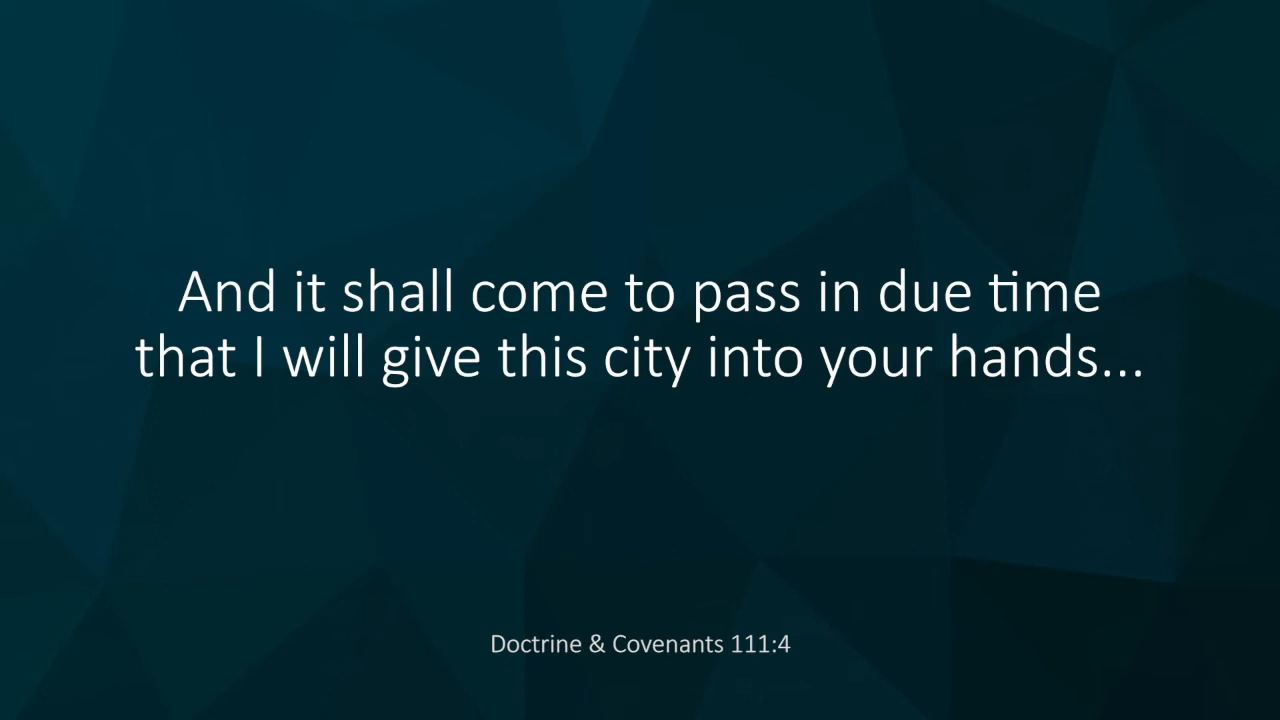 And it shall come to pass in due time
that I will give this city into your hands...
Doctrine & Covenants 111:4